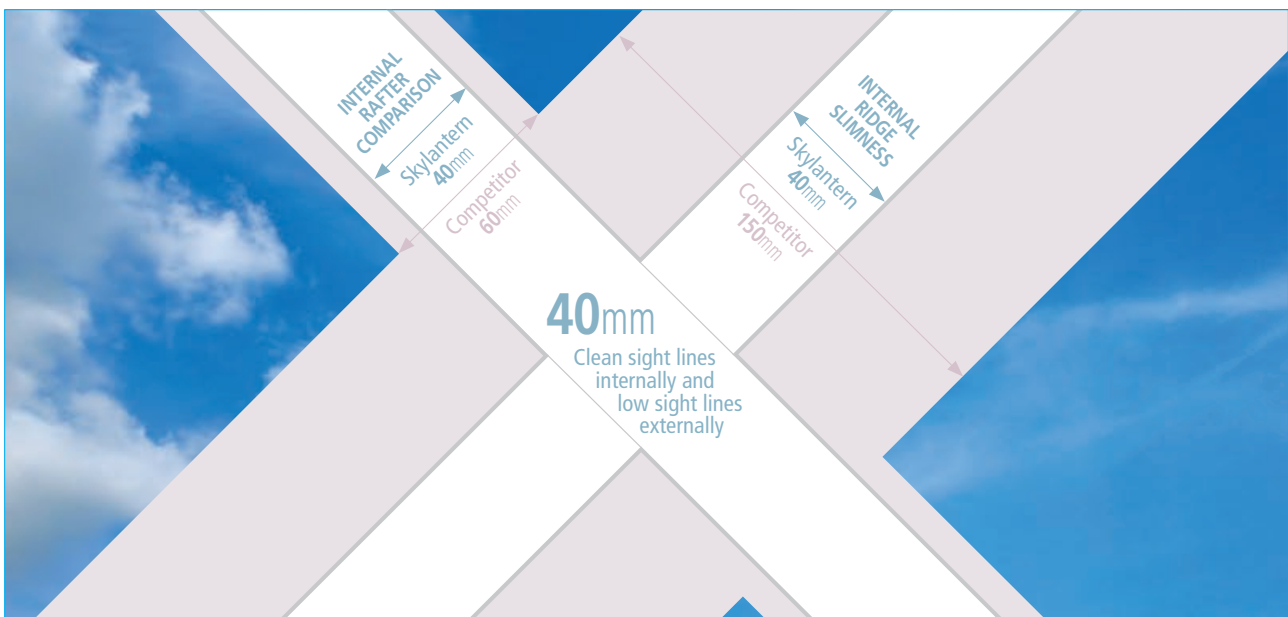 INTERNAL
RAFTER
COMPARISON
Skylantern
40mm
Competitor
60mm
INTERNAL
RIDGE
SLIMNESS
Skylantern
40mm
Competitor
150mm
40mm
Clean sight lines
internally and
low sight lines
externally